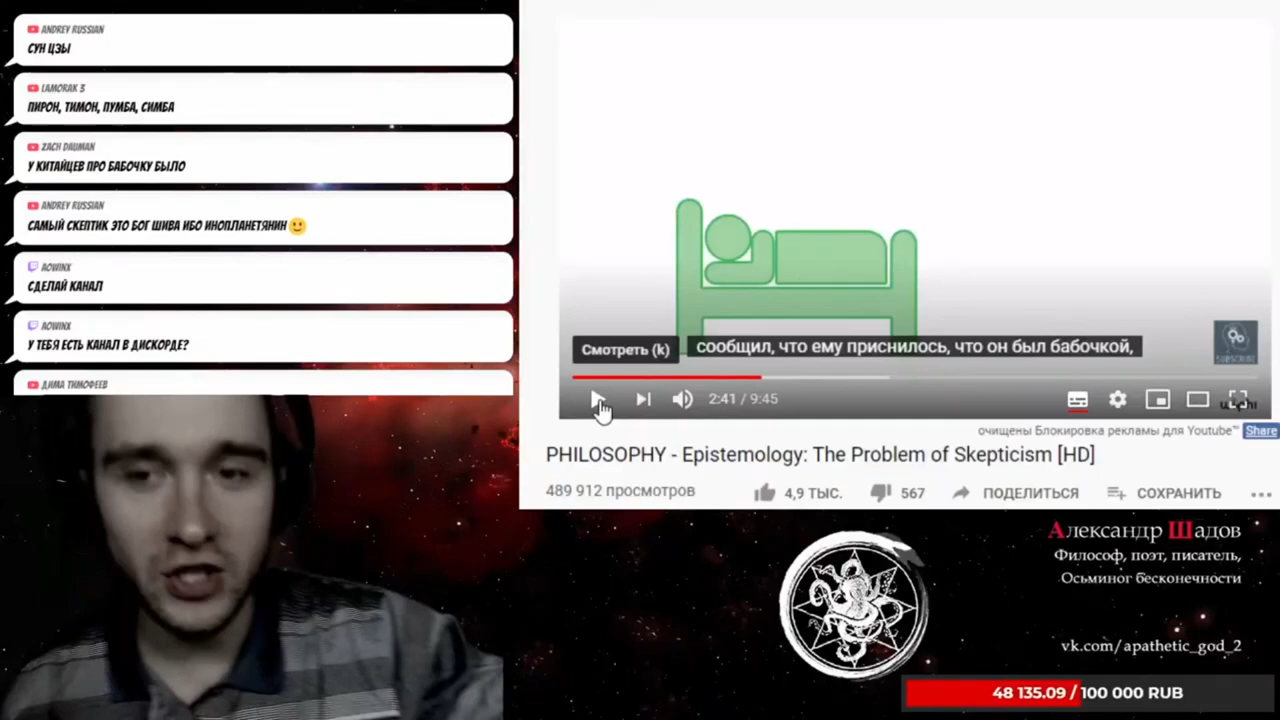 ANDREY RUSSIAN
СУН ЦЗЫ
LAMORAK 3
ПИРОН, ТИМОН, ПУМБА, СИМБА
ZACH DAUMAN
У КИТАЙЦЕВ ПРО БАБОЧКУ БЫЛО
ANDREY RUSSIAN
САМЫЙ СКЕПТИК ЭТО БОГ ШИВА ИБО ИНОПЛАНЕТЯНИН
AOWINX
СДЕЛАЙ КАНАЛ
AOWINX
У ТЕБЯ ЕСТЬ КАНАЛ В ДИСКОРДЕ?
ДИМА ТИМОФЕЕВ
сообщил, что ему приснилось, что он был бабочкой,
Смотреть (k)
SUBSCRIBE
2:41 / 9:45
очищены Блокировка рекламы для Youtube™ Share
PHILOSOPHY - Epistemology: The Problem of Skepticism [HD]
489 912 просмотров
4,9 ТЫС.
567
ПОДЕЛИТЬСЯ
СОХРАНИТЬ
Александр Шадов
Философ, поэт, писатель,
Осьминог бесконечности
vk.com/apathetic_god_2
48 135.09 / 100 000 RUB